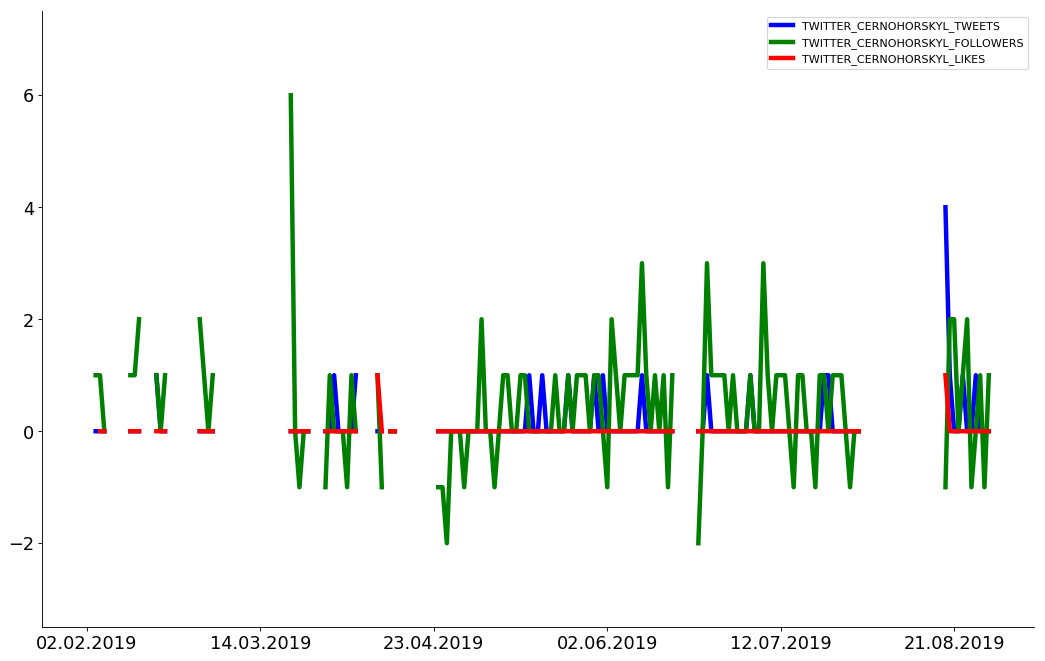 TWITTER_CERNOHORSKYL_TWEETS
TWITTER_CERNOHORSKYL_FOLLOWERS
TWITTER_CERNOHORSKYL_LIKES
6
4
2
0
−2
02.02.2019 14.03.2019 23.04.2019 02.06.2019 12.07.2019 21.08.2019